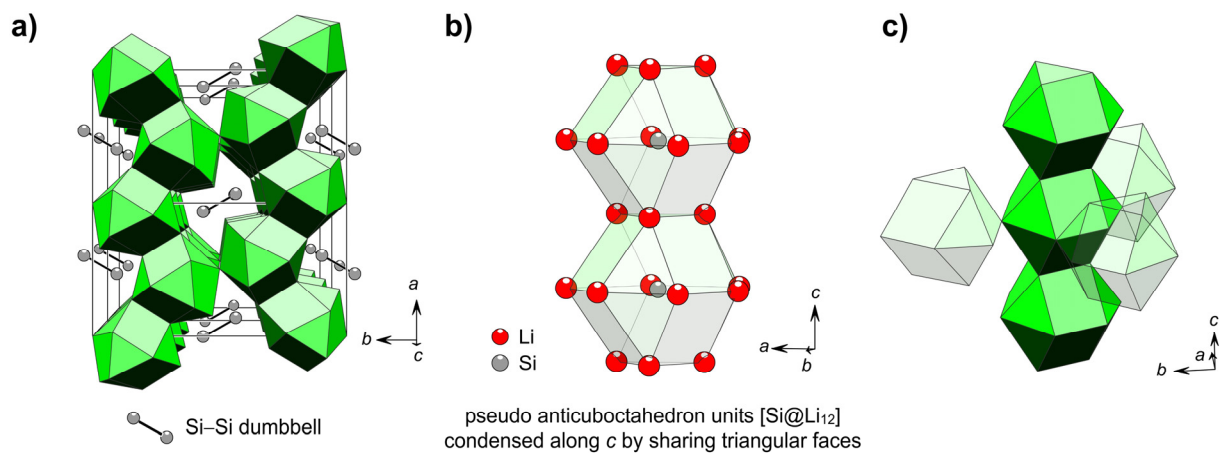 a)
b)
c)
a
b
c
Si–Si dumbbell
Li
Si
c
a
b
pseudo anticuboctahedron units [Si@Li₁₂]
condensed along c by sharing triangular faces
c
a
b